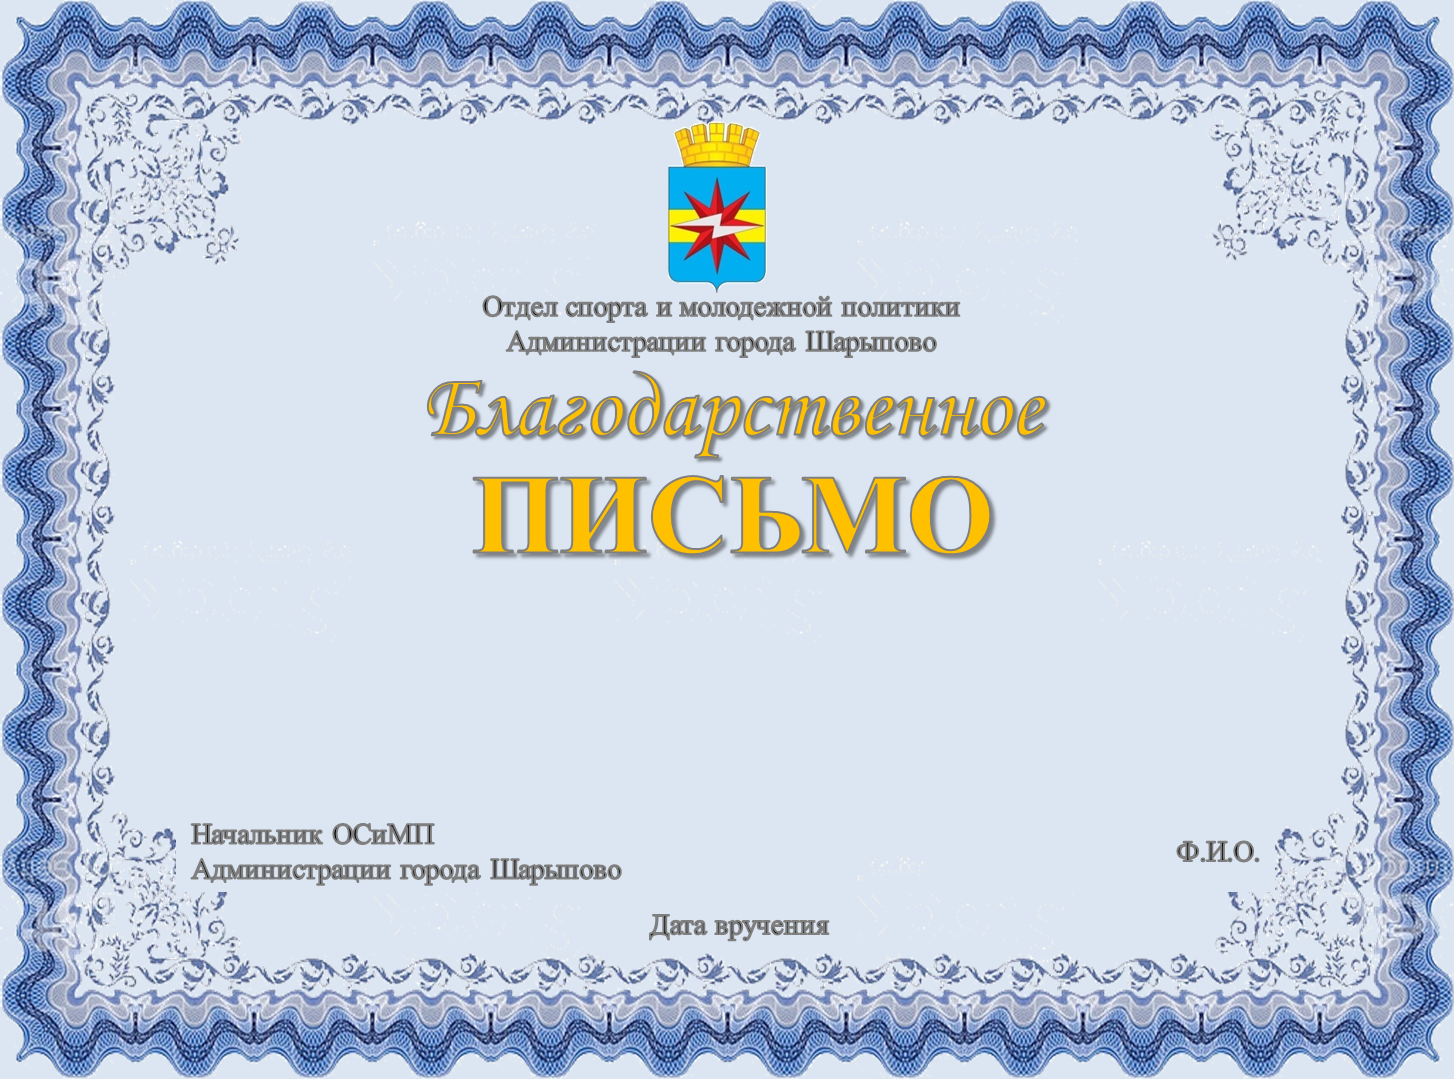 Отдел спорта и молодежной политики
Администрации города Шарыпово
Благодарственное
ПИСЬМО
Начальник ОСиМП
Администрации города Шарыпово
Ф.И.О.
Дата вручения